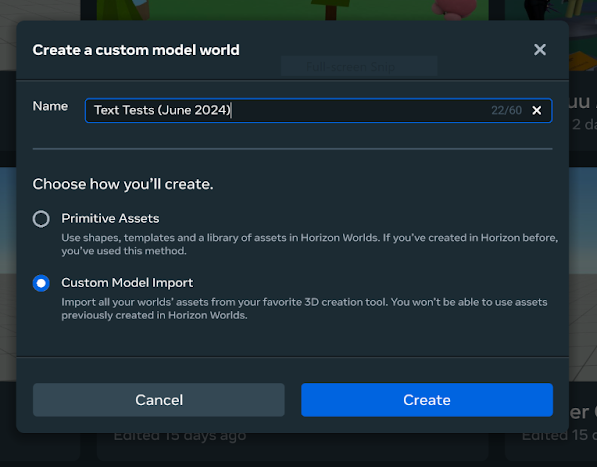 Create a custom model world
Full-screen Sign
Name
Text Tests (June 2024)
22/60
Choose how you'll create.
Primitive Assets
Use shapes, templates and a library of assets in Horizon Worlds. If you've created in Horizon before,
you've used this method.
Custom Model Import
Import all your worlds' assets from your favorite 3D creation tool. You won't be able to use assets
previously created in Horizon Worlds.
Cancel
Create
Edited 15 days ago
Edited 15